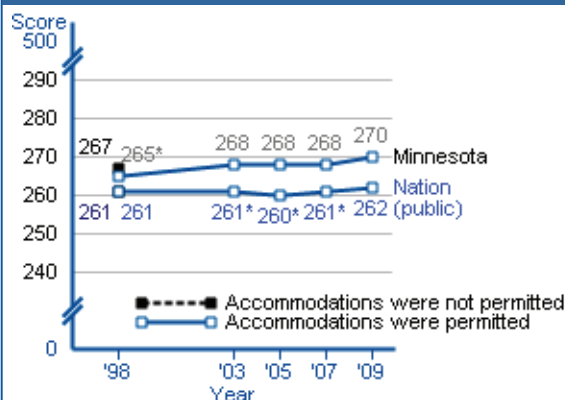 Score
500
290
280
270
260
250
240
0
267 265* 268 268 268 270
Minnesota
261 261 261* 260* 261* 262
Nation
(public)
Accommodations were not permitted
Accommodations were permitted
'98 '03 '05 '07 '09
Year